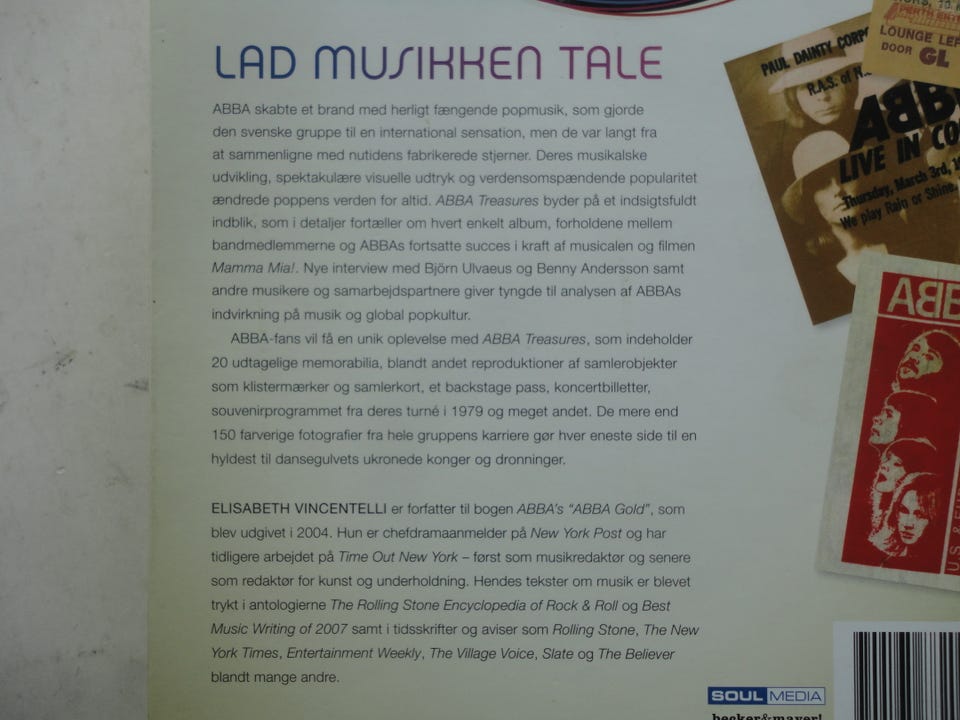 LAD MUSIKKEN TALE
ABBA skabte et brand med herligt fængende popmusik, som gjorde
den svenske gruppe til en international sensation, men de var langt fra
at sammenligne med nutidens fabrikerede stjerner. Deres musikalske
udvikling, spektakulære visuelle udtryk og verdensomspændende popularitet
ændrede poppens verden for altid. ABBA Treasures byder på et indsigtsfuldt
indblik, som i detaljer fortæller om hvert enkelt album, forholdene mellem
bandmedlemmerne og ABBAs fortsatte succes i kraft af musicalen og filmen
Mamma Mia!. Nye interview med Björn Ulvaeus og Benny Andersson samt
andre musikere og samarbejdspartnere giver tyngde til analysen af ABBAs
indvirkning på musik og global popkultur.
ABBA-fans vil få en unik oplevelse med ABBA Treasures, som indeholder
20 udtagelige memorabilia, blandt andet reproduktioner af samlerobjekter
som klistermærker og samlerkort, et backstage pass, koncertbilletter,
souvenirprogrammet fra deres turné i 1979 og meget andet. De mere end
150 farverige fotografier fra hele gruppens karriere gør hver eneste side til en
hyldest til dansegulvets ukronede konger og dronninger.
ELISABETH VINCENTELLI er forfatter til bogen ABBA's "ABBA Gold", som
blev udgivet i 2004. Hun er chefdramaanmelder på New York Post og har
tidligere arbejdet på Time Out New York – først som musikredaktør og senere
som redaktør for kunst og underholdning. Hendes tekster om musik er blevet
trykt i antologierne The Rolling Stone Encyclopedia of Rock & Roll og Best
Music Writing of 2007 samt i tidsskrifter og aviser som Rolling Stone, The New
York Times, Entertainment Weekly, The Village Voice, Slate og The Believer
blandt mange andre.
PERTH
LOUNGE LEF
DOOR GL
PAUL DAINTY CORP
R.A.S. of N
ABB
LIVE IN CO
Thursday, March 3rd, 1
We play Rain or Shine.
ABB
SOUL MEDIA
becker&mayer!